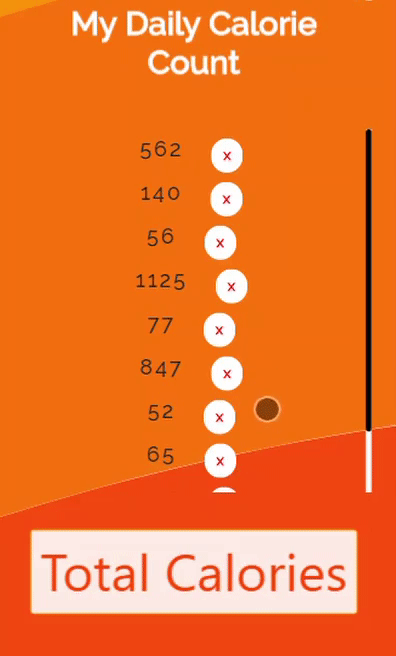 My Daily Calorie
Count
562 x
140 x
56 x
1125 x
77 x
847 x
52 x
65 x
Total Calories